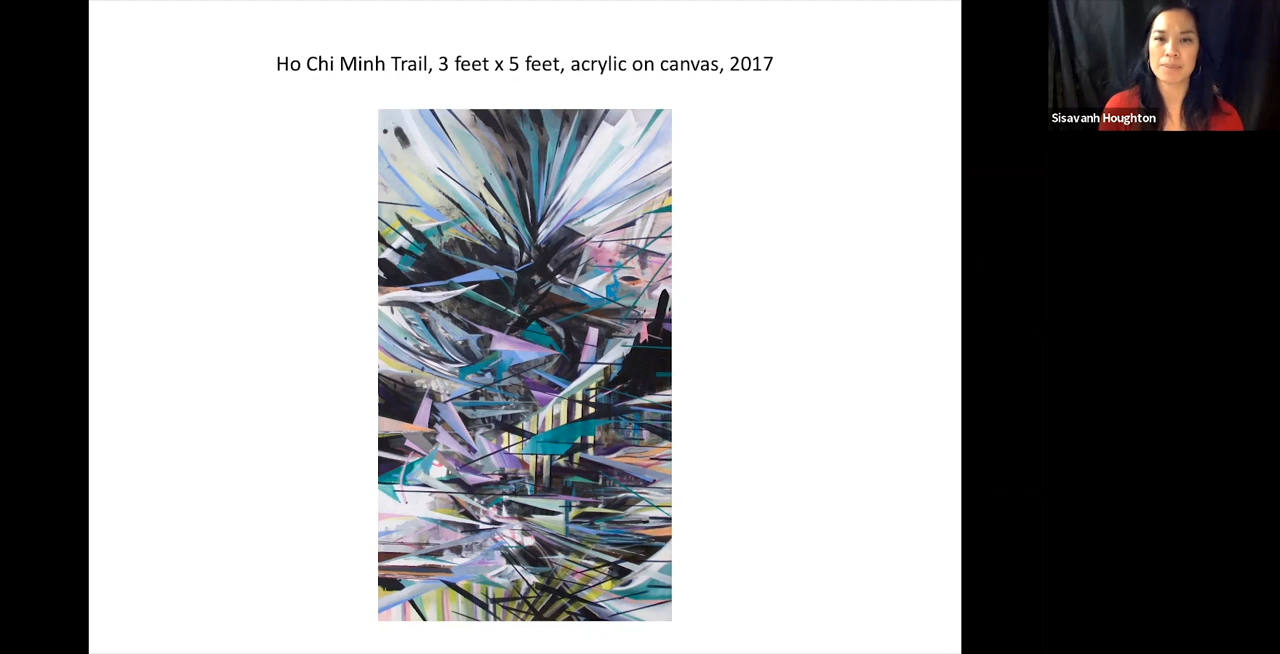 Ho Chi Minh Trail, 3 feet x 5 feet, acrylic on canvas, 2017
Sisavanh Houghton